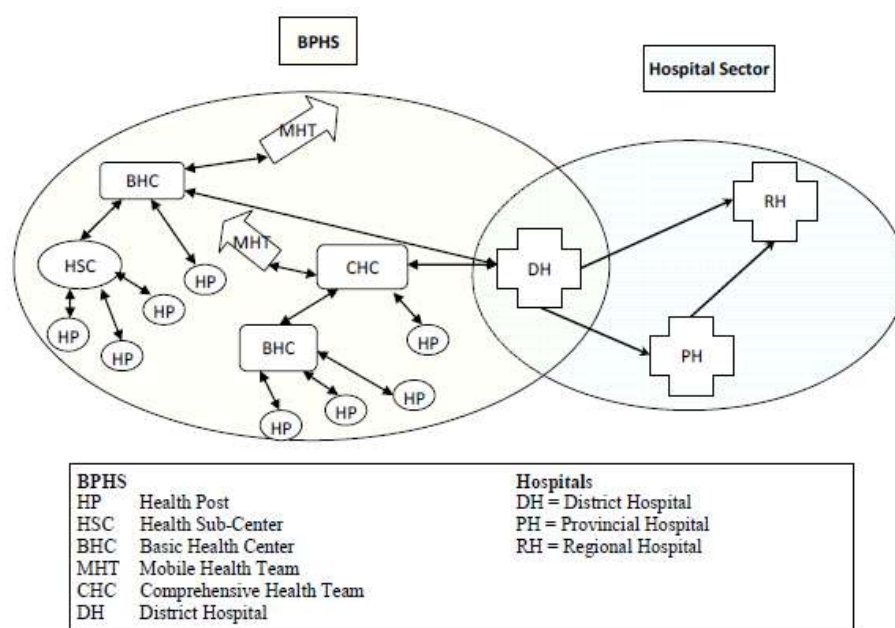 BPHS
Hospital Sector
MHT
BHC
RH
MHT
HSC
HP
CHC
DH
HP
HP
HP
BHC
HP
PH
HP
HP
HP
HP
BPHS
HP Health Post
HSC Health Sub-Center
BHC Basic Health Center
MHT Mobile Health Team
CHC Comprehensive Health Team
DH District Hospital
Hospitals
DH = District Hospital
PH = Provincial Hospital
RH = Regional Hospital